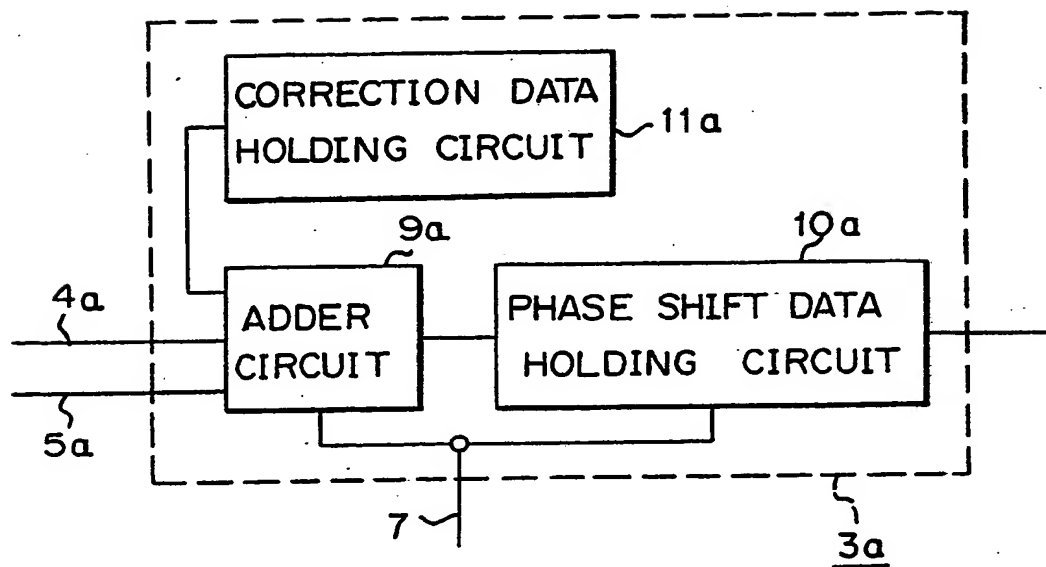 CORRECTION DATA
HOLDING CIRCUIT
11a
9a
10a
4a
ADDER
CIRCUIT
PHASE SHIFT DATA
HOLDING CIRCUIT
5a
7
3a